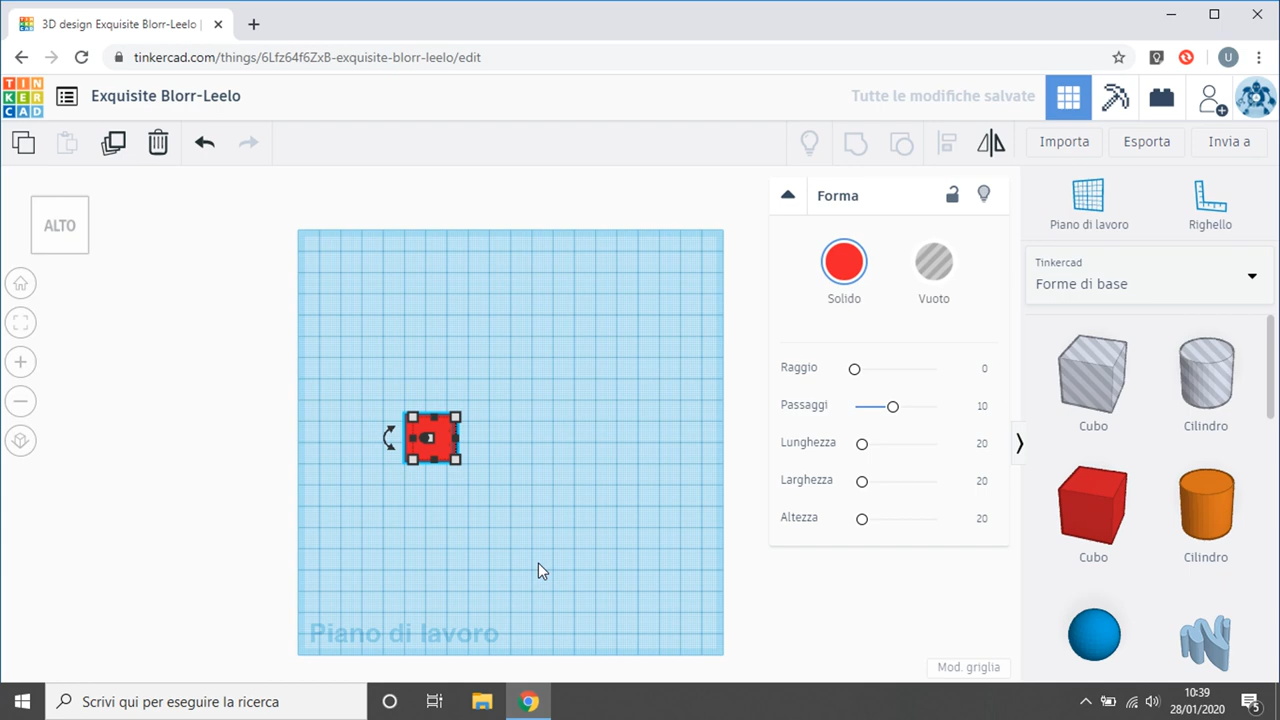 3D design Exquisite Blorr-Leelo |
tinkercad.com/things/6Lfz64f6ZxB-exquisite-blorr-leelo/edit
U
TIN
KER
CAD
Exquisite Blorr-Leelo
Tutte le modifiche salvate
Importa
Esporta
Invia a
ALTO
Forma
Solido
Vuoto
Raggio 0
Passaggi 10
Lunghezza 20
Larghezza 20
Altezza 20
Piano di lavoro
Righello
Tinkercad
Forme di base
Cubo
Cilindro
Cubo
Cilindro
Piano di lavoro
Mod. griglia
Scrivi qui per eseguire la ricerca
10:39
28/01/2020
5